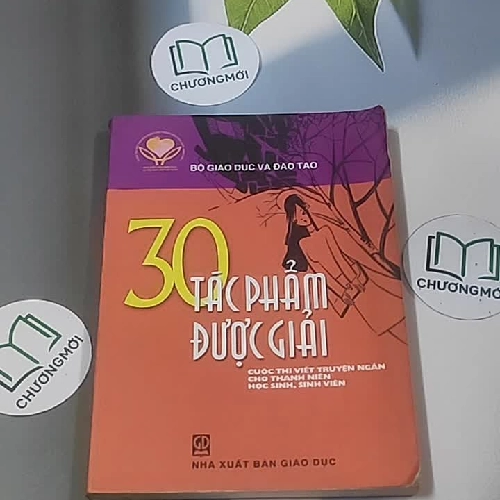 CHƯƠNGMỚI
BỘ GIÁO DỤC VÀ ĐÀO TẠO
30
TÁC PHẨM
ĐƯỢC GIẢI
CUỘC THI VIẾT TRUYỆN NGẮN
CHO THANH NIÊN
HỌC SINH, SINH VIÊN
CHƯƠNGMỚI
CHƯƠNGMỚI
GD
NHÀ XUẤT BẢN GIÁO DỤC